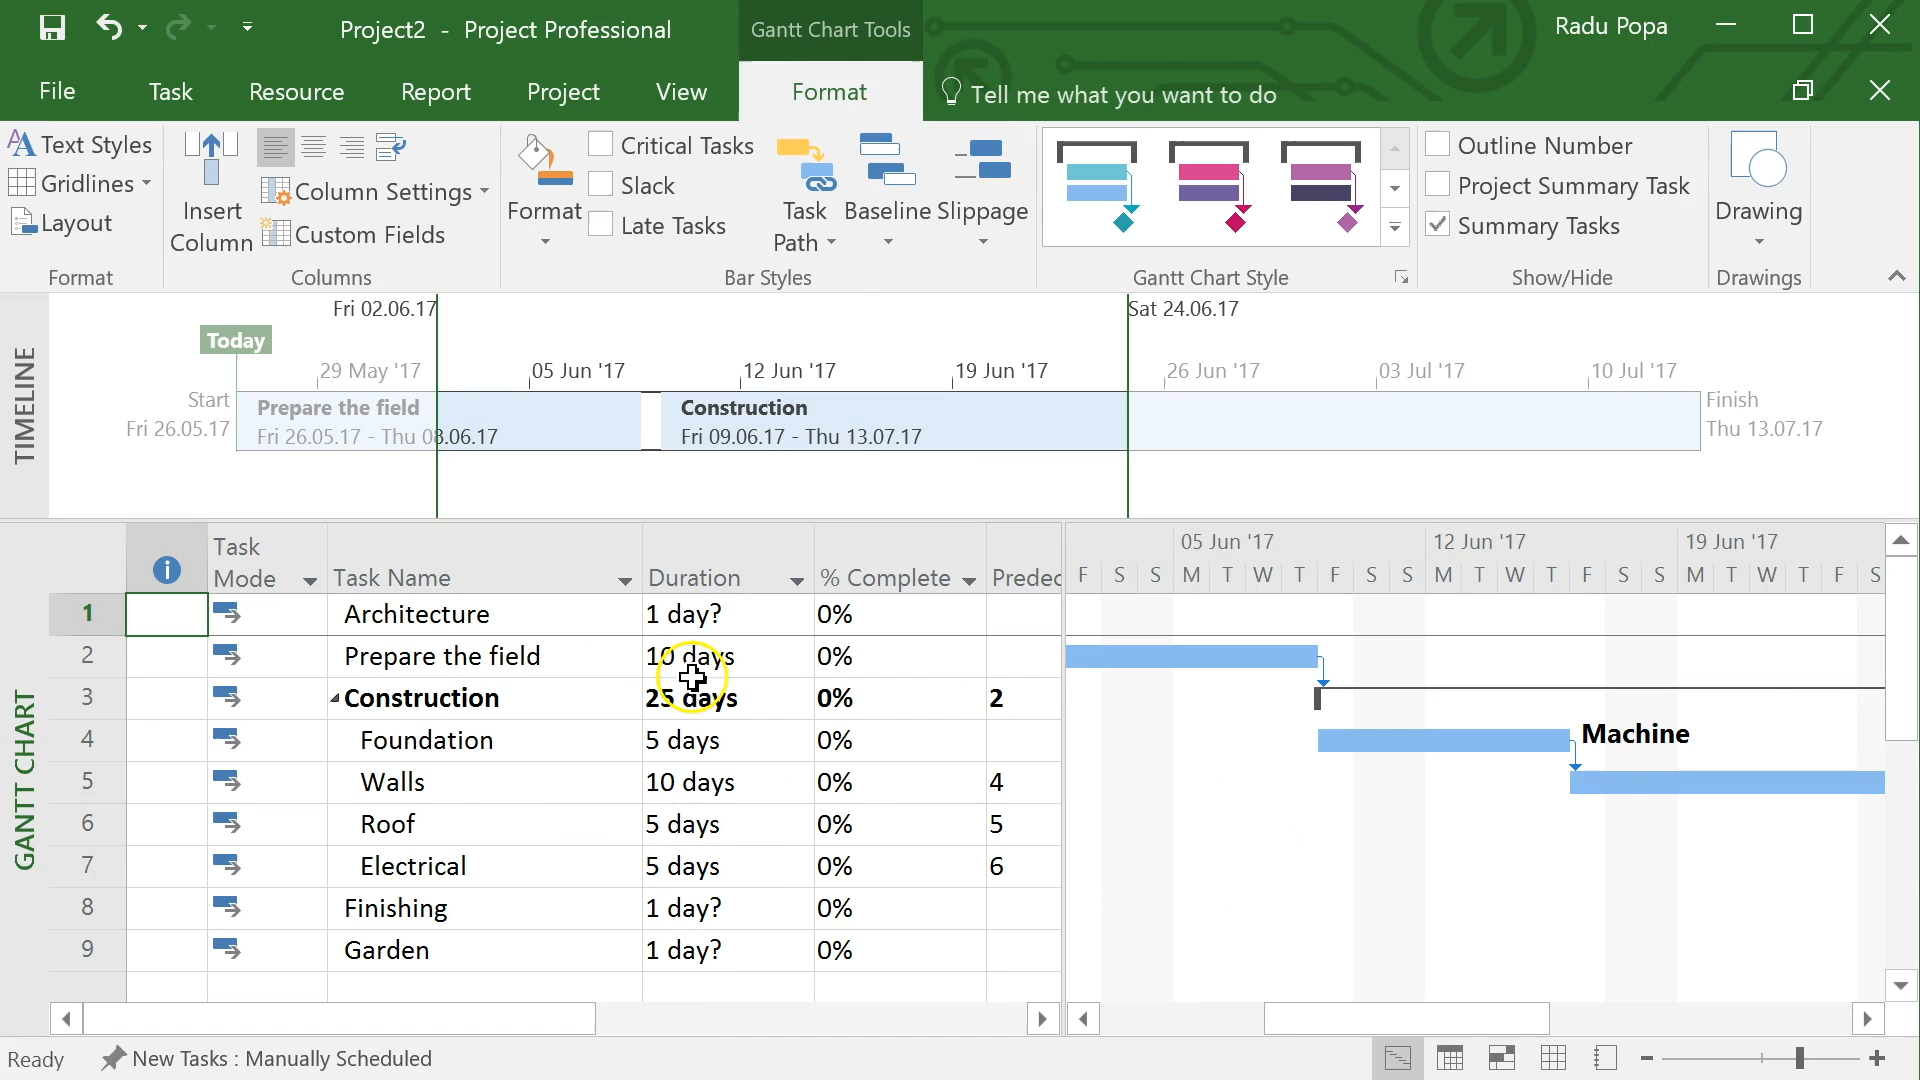 Project2 - Project Professional
Gantt Chart Tools
Radu Popa
File Task Resource Report Project View Format Tell me what you want to do
Text Styles
Gridlines
Layout
Format
Insert Column
Column Settings
Custom Fields
Columns
Format
Critical Tasks
Slack
Late Tasks
Task Path
Baseline
Slippage
Bar Styles
Gantt Chart Style
Outline Number
Project Summary Task
Summary Tasks
Show/Hide
Drawing
Drawings
TIMELINE
Fri 02.06.17
Sat 24.06.17
Today
29 May '17 05 Jun '17 12 Jun '17 19 Jun '17 26 Jun '17 03 Jul '17 10 Jul '17
Start
Fri 26.05.17
Prepare the field
Fri 26.05.17 - Thu 08.06.17
Construction
Fri 09.06.17 - Thu 13.07.17
Finish
Thu 13.07.17
GANTT CHART
Task Mode Task Name Duration % Complete Predec
05 Jun '17 12 Jun '17 19 Jun '17
F S S M T W T F S S M T W T F S S M T W T F S
1 Architecture 1 day? 0%
2 Prepare the field 10 days 0%
3 Construction 25 days 0% 2
4 Foundation 5 days 0%
Machine
5 Walls 10 days 0% 4
6 Roof 5 days 0% 5
7 Electrical 5 days 0% 6
8 Finishing 1 day? 0%
9 Garden 1 day? 0%
Ready New Tasks : Manually Scheduled